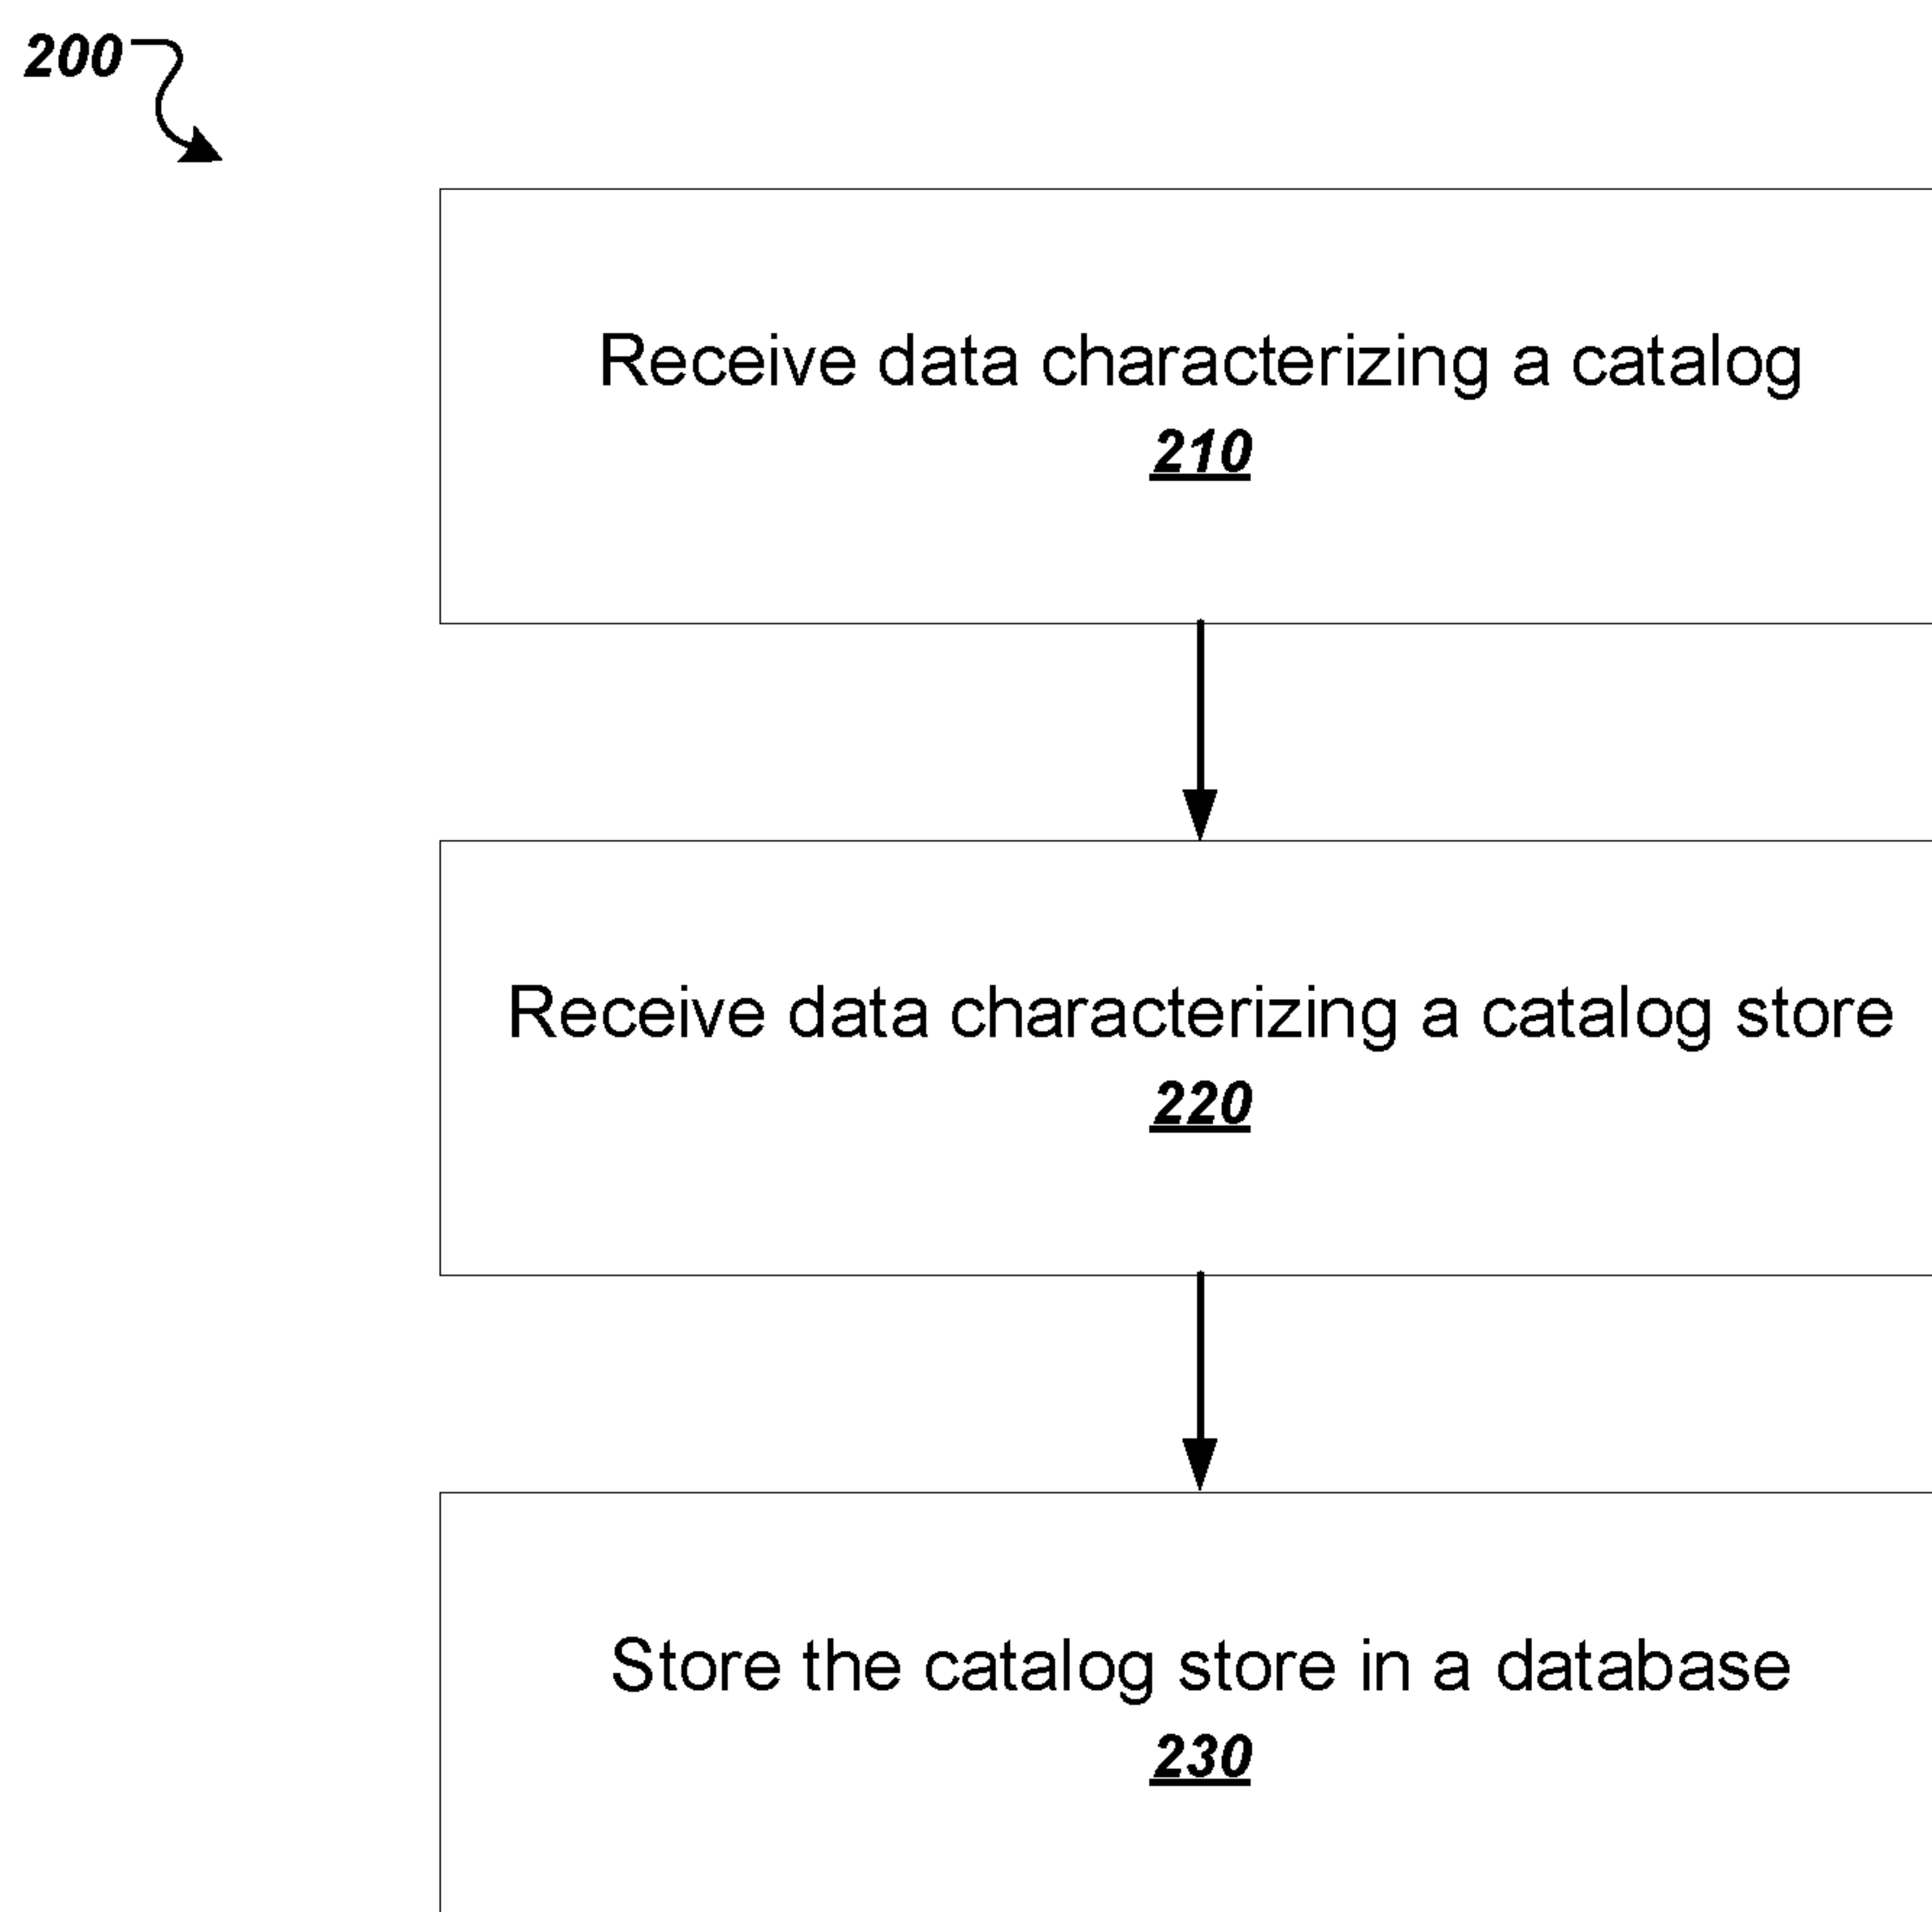 200
Receive data characterizing a catalog
210
Receive data characterizing a catalog store
220
Store the catalog store in a database
230